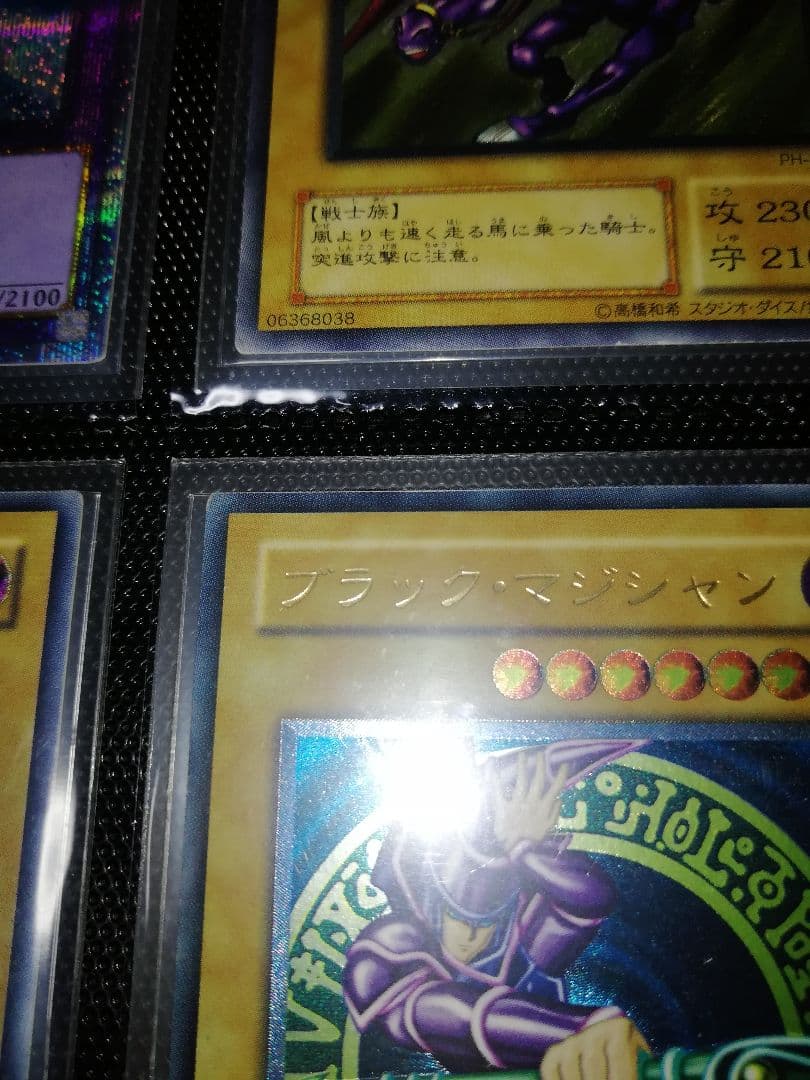 PH-
【戦士族】
風よりも速く走る馬に乗った騎士。
突進攻撃に注意。
攻 230
守 210
/2100
06368038
©高橋和希 スタジオ・ダイス/
ブラック・マジシャン